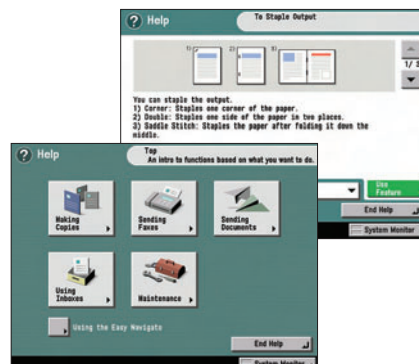 Help
To Staple Output
1) 2) 3)
1/ 3
You can staple the output.
1) Corner: Staples one corner of the paper.
2) Double: Staples one side of the paper in two places.
3) Saddle Stitch: Staples the paper after folding it down the
middle.
Use
Feature
End Help
System Monitor
Help
Top
An intro to functions based on what you want to do.
Making
Copies
Sending
Faxes
Sending
Documents
Using
Inboxes
Maintenance
Using the Easy Navigate
End Help
System Monitor